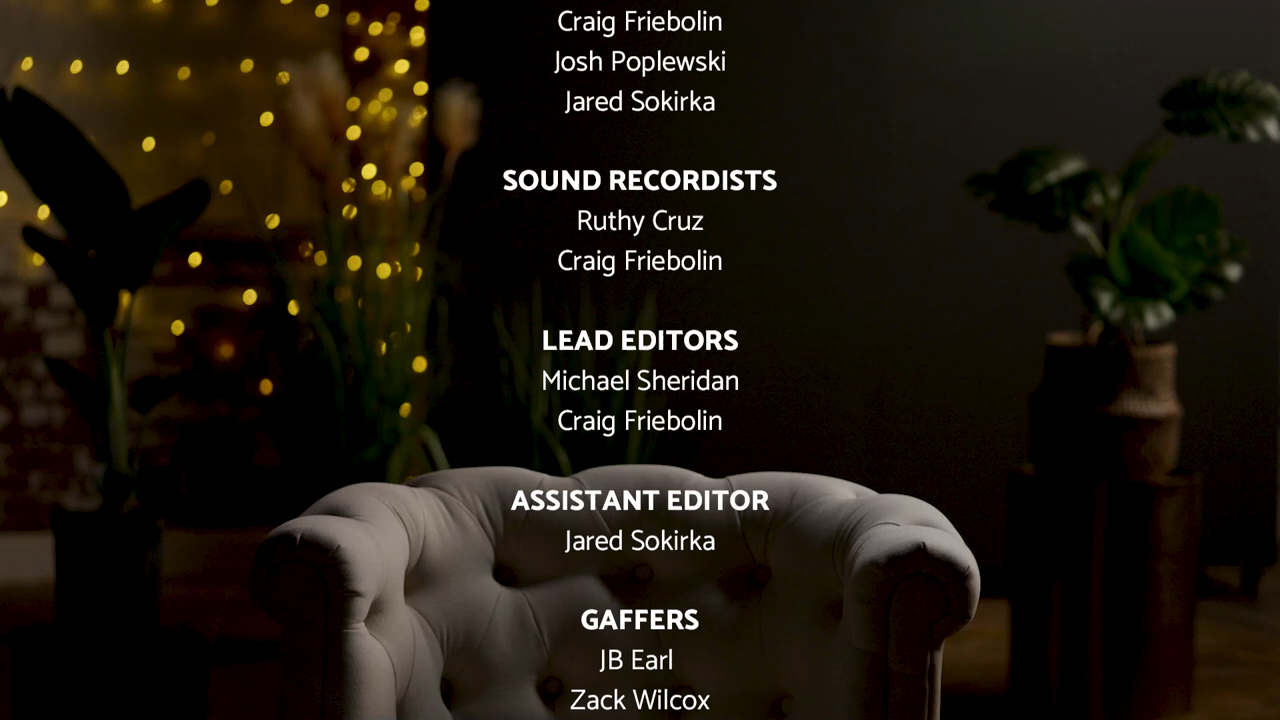 Craig Friebolin
Josh Poplewski
Jared Sokirka
SOUND RECORDISTS
Ruthy Cruz
Craig Friebolin
LEAD EDITORS
Michael Sheridan
Craig Friebolin
ASSISTANT EDITOR
Jared Sokirka
GAFFERS
JB Earl
Zack Wilcox